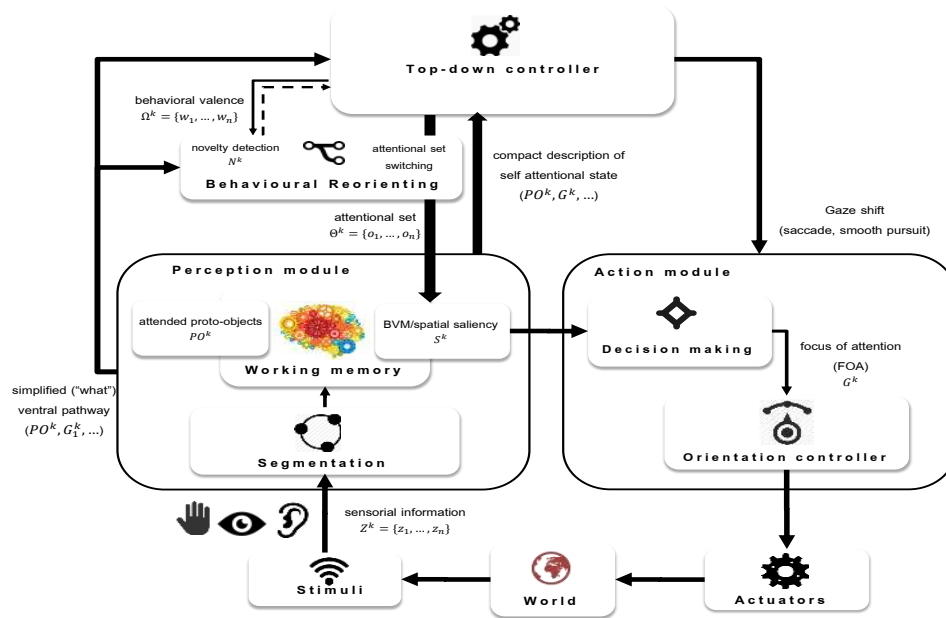 Top-down controller
behavioral valence
Ω^k = {w_1, … , w_n}
novelty detection
N^k
attentional set
switching
Behavioural Reorienting
compact description of
self attentional state
(PO^k, G^k, …)
attentional set
Θ^k = {o_1, … , o_n}
Gaze shift
(saccade, smooth pursuit)
Perception module
Action module
attended proto-objects
PO^k
BVM/spatial saliency
S^k
Working memory
Decision making
focus of attention
(FOA)
G^k
simplified (“what”)
ventral pathway
(PO^k, G_1^k, …)
Segmentation
Orientation controller
sensorial information
Z^k = {z_1, … , z_n}
Stimuli
World
Actuators